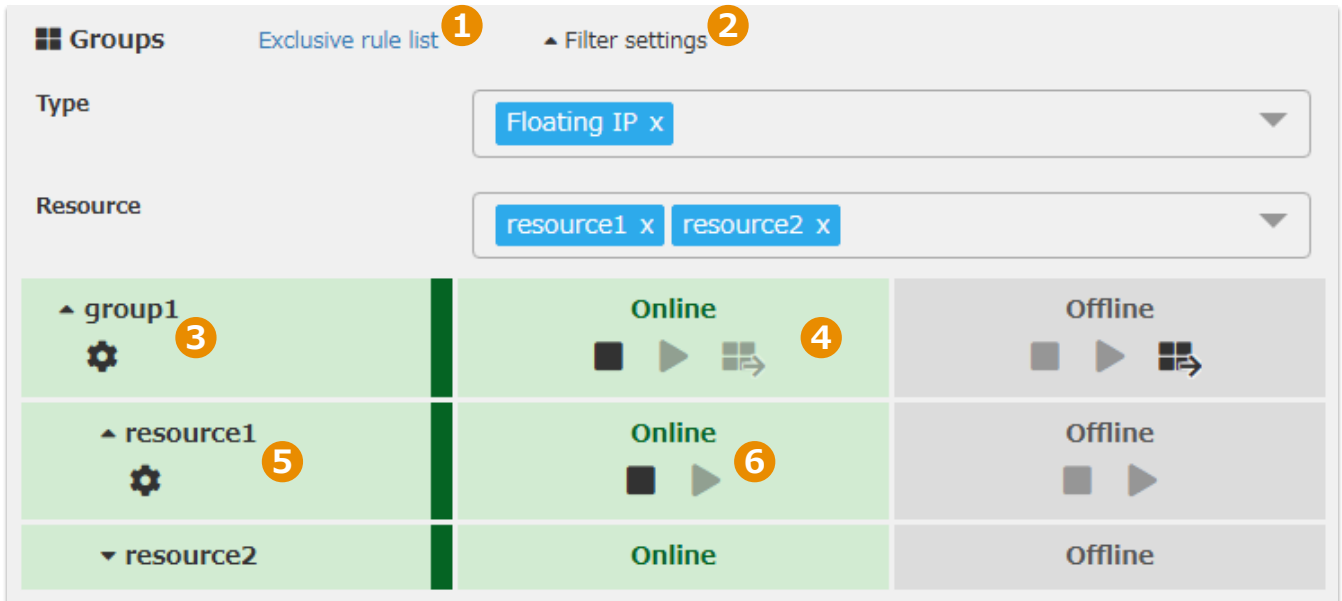 Groups Exclusive rule list 1 Filter settings 2
Type
Floating IP x
Resource
resource1 x resource2 x
group1 3 Online 4 Offline
resource1 5 Online 6 Offline
resource2 Online Offline